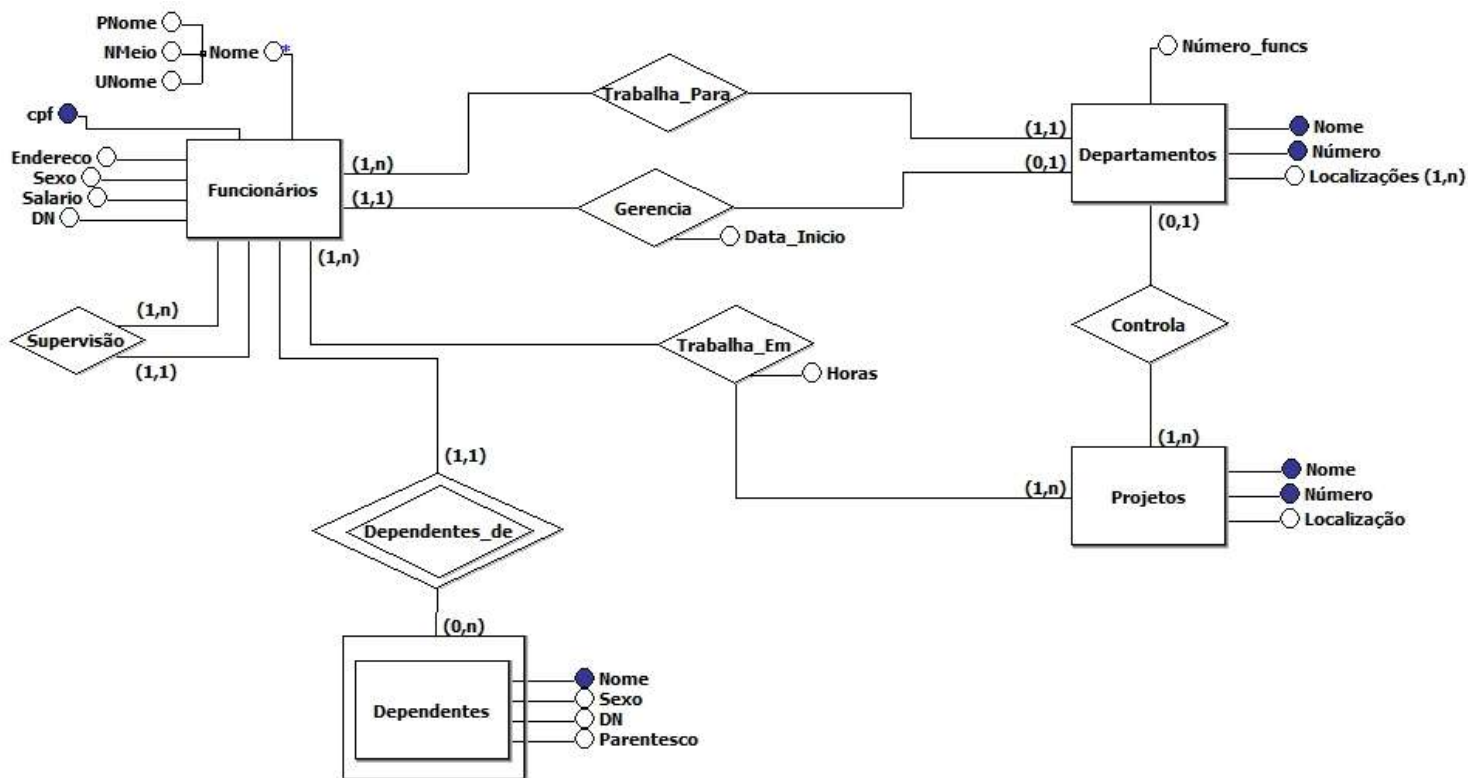 PNome
NMeio
UNome
Nome *
cpf
Endereco
Sexo
Salario
DN
Funcionários
(1,n)
(1,1)
(1,n)
Trabalha_Para
(1,1)
(0,1)
Gerencia
Data_Inicio
Número_funcs
Departamentos
Nome
Número
Localizações (1,n)
(0,1)
Controla
(1,n)
Supervisão
(1,n)
(1,1)
Trabalha_Em
Horas
(1,n)
Projetos
Nome
Número
Localização
(1,1)
Dependentes_de
(0,n)
Dependentes
Nome
Sexo
DN
Parentesco